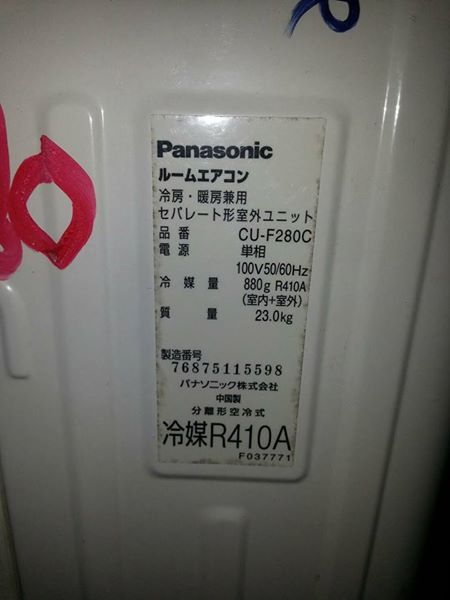 Panasonic
ルームエアコン
冷房・暖房兼用
セパレート形室外ユニット
品番 CU-F280C
電源 単相
100V50/60Hz
冷媒量 880g R410A
(室内+室外)
質量 23.0kg
製造番号
76875115598
パナソニック株式会社
中国製
分離形空冷式
冷媒R410A
F037771